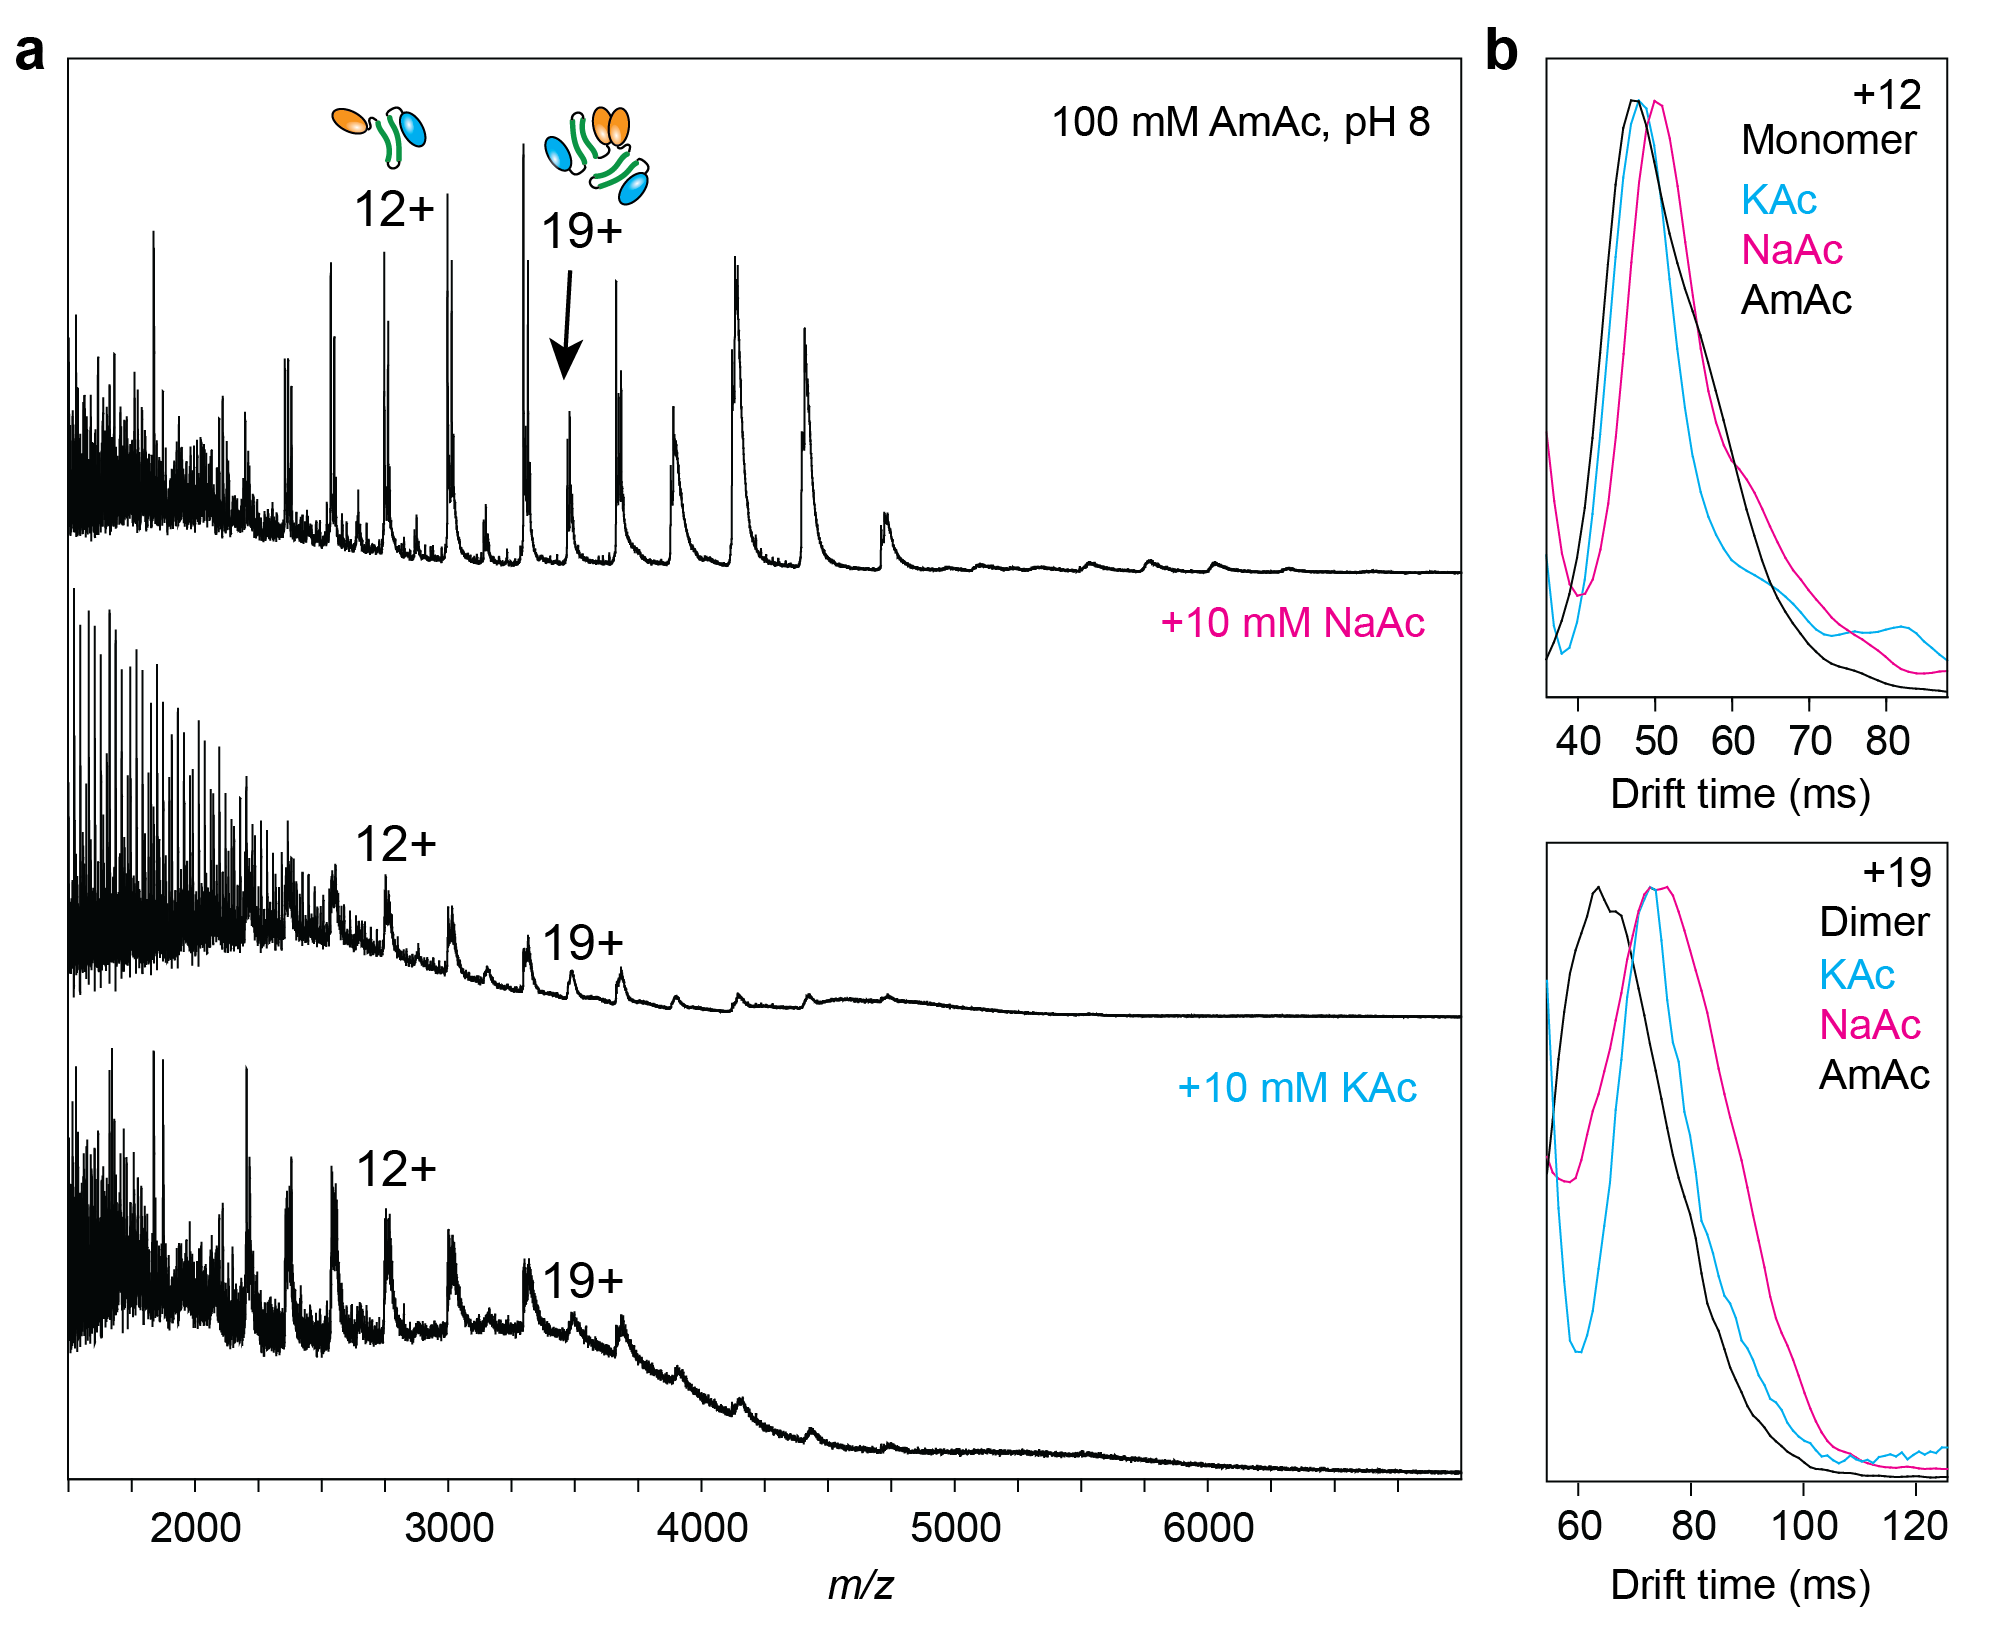 a
100 mM AmAc, pH 8
12+
19+
+10 mM NaAc
12+
19+
+10 mM KAc
12+
19+
2000 3000 4000 5000 6000
m/z
b
+12
Monomer
KAc
NaAc
AmAc
40 50 60 70 80
Drift time (ms)
+19
Dimer
KAc
NaAc
AmAc
60 80 100 120
Drift time (ms)